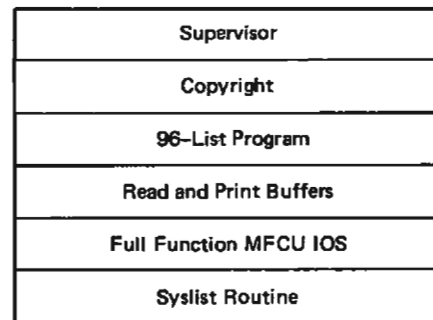 Supervisor
Copyright
96–List Program
Read and Print Buffers
Full Function MFCU IOS
Syslist Routine